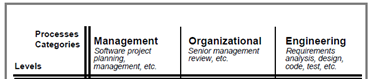 Processes
Categories
Levels
Management
Software project
planning,
management, etc.
Organizational
Senior management
review, etc.
Engineering
Requirements
analysis, design,
code, test, etc.